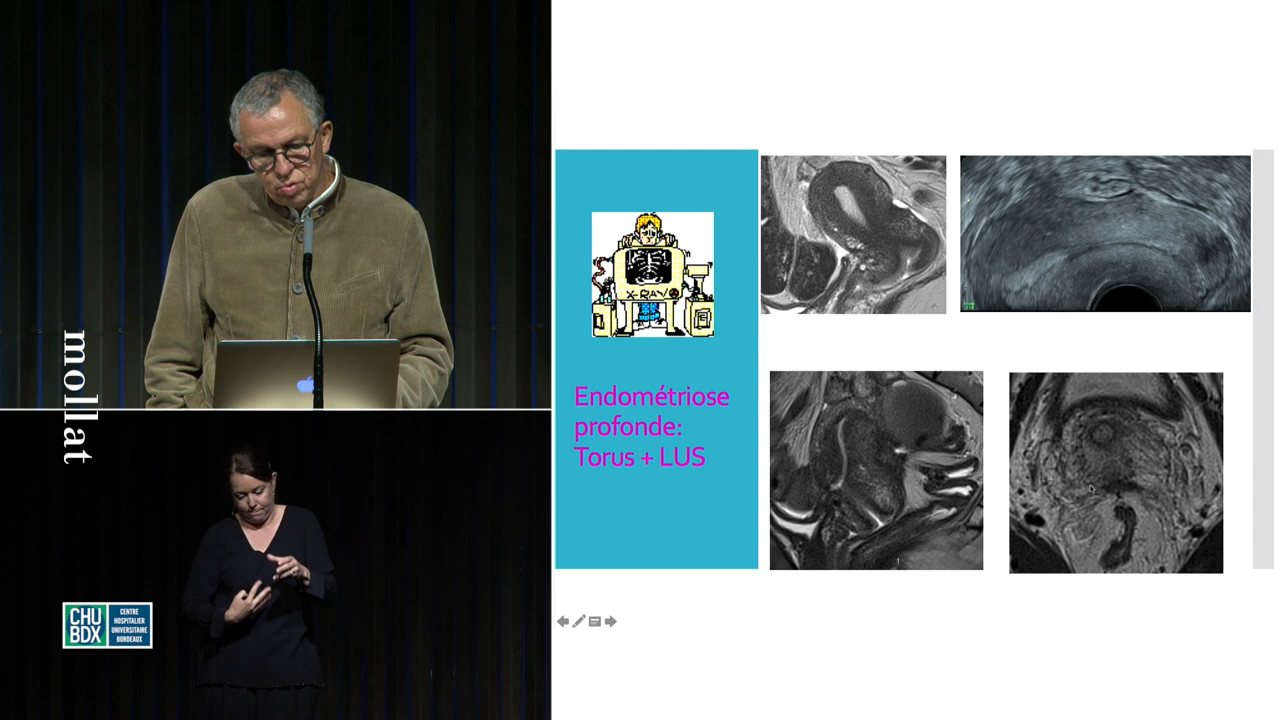 mollat
CHU
BDX
CENTRE
HOSPITALIER
UNIVERSITAIRE
BORDEAUX
X-RAY
Endométriose
profonde:
Torus + LUS